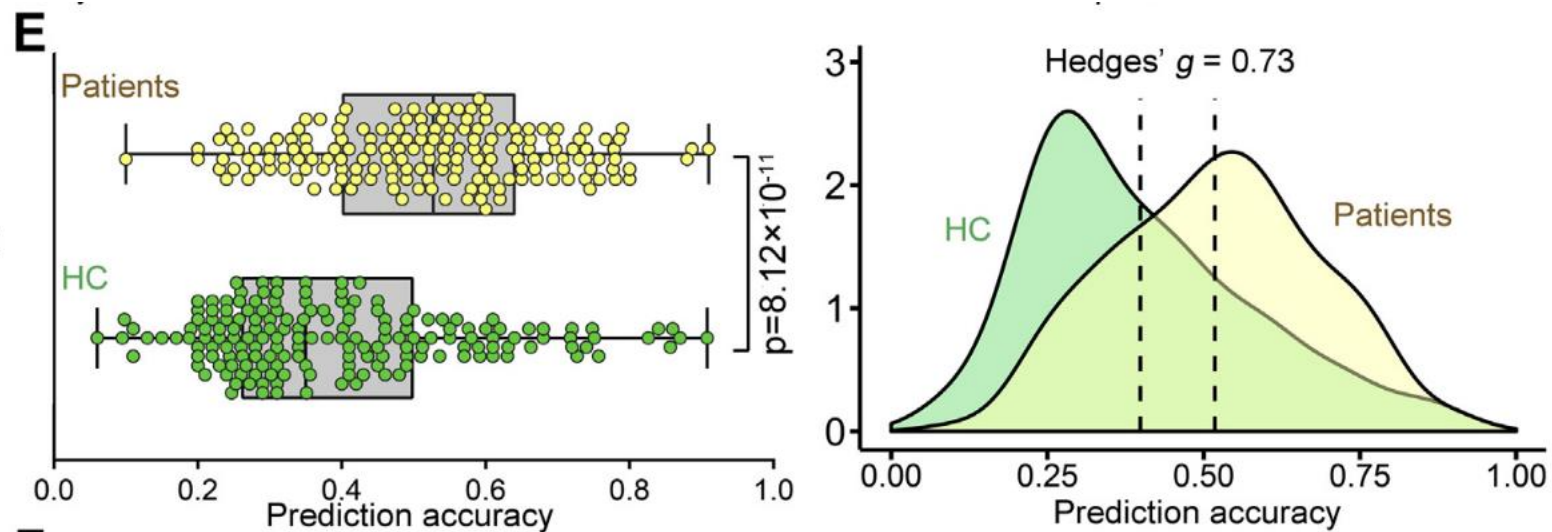 E
Patients
HC
p=8.12×10⁻¹¹
0.0 0.2 0.4 0.6 0.8 1.0
Prediction accuracy
Hedges' g = 0.73
3
2
1
0
HC
Patients
0.00 0.25 0.50 0.75 1.00
Prediction accuracy